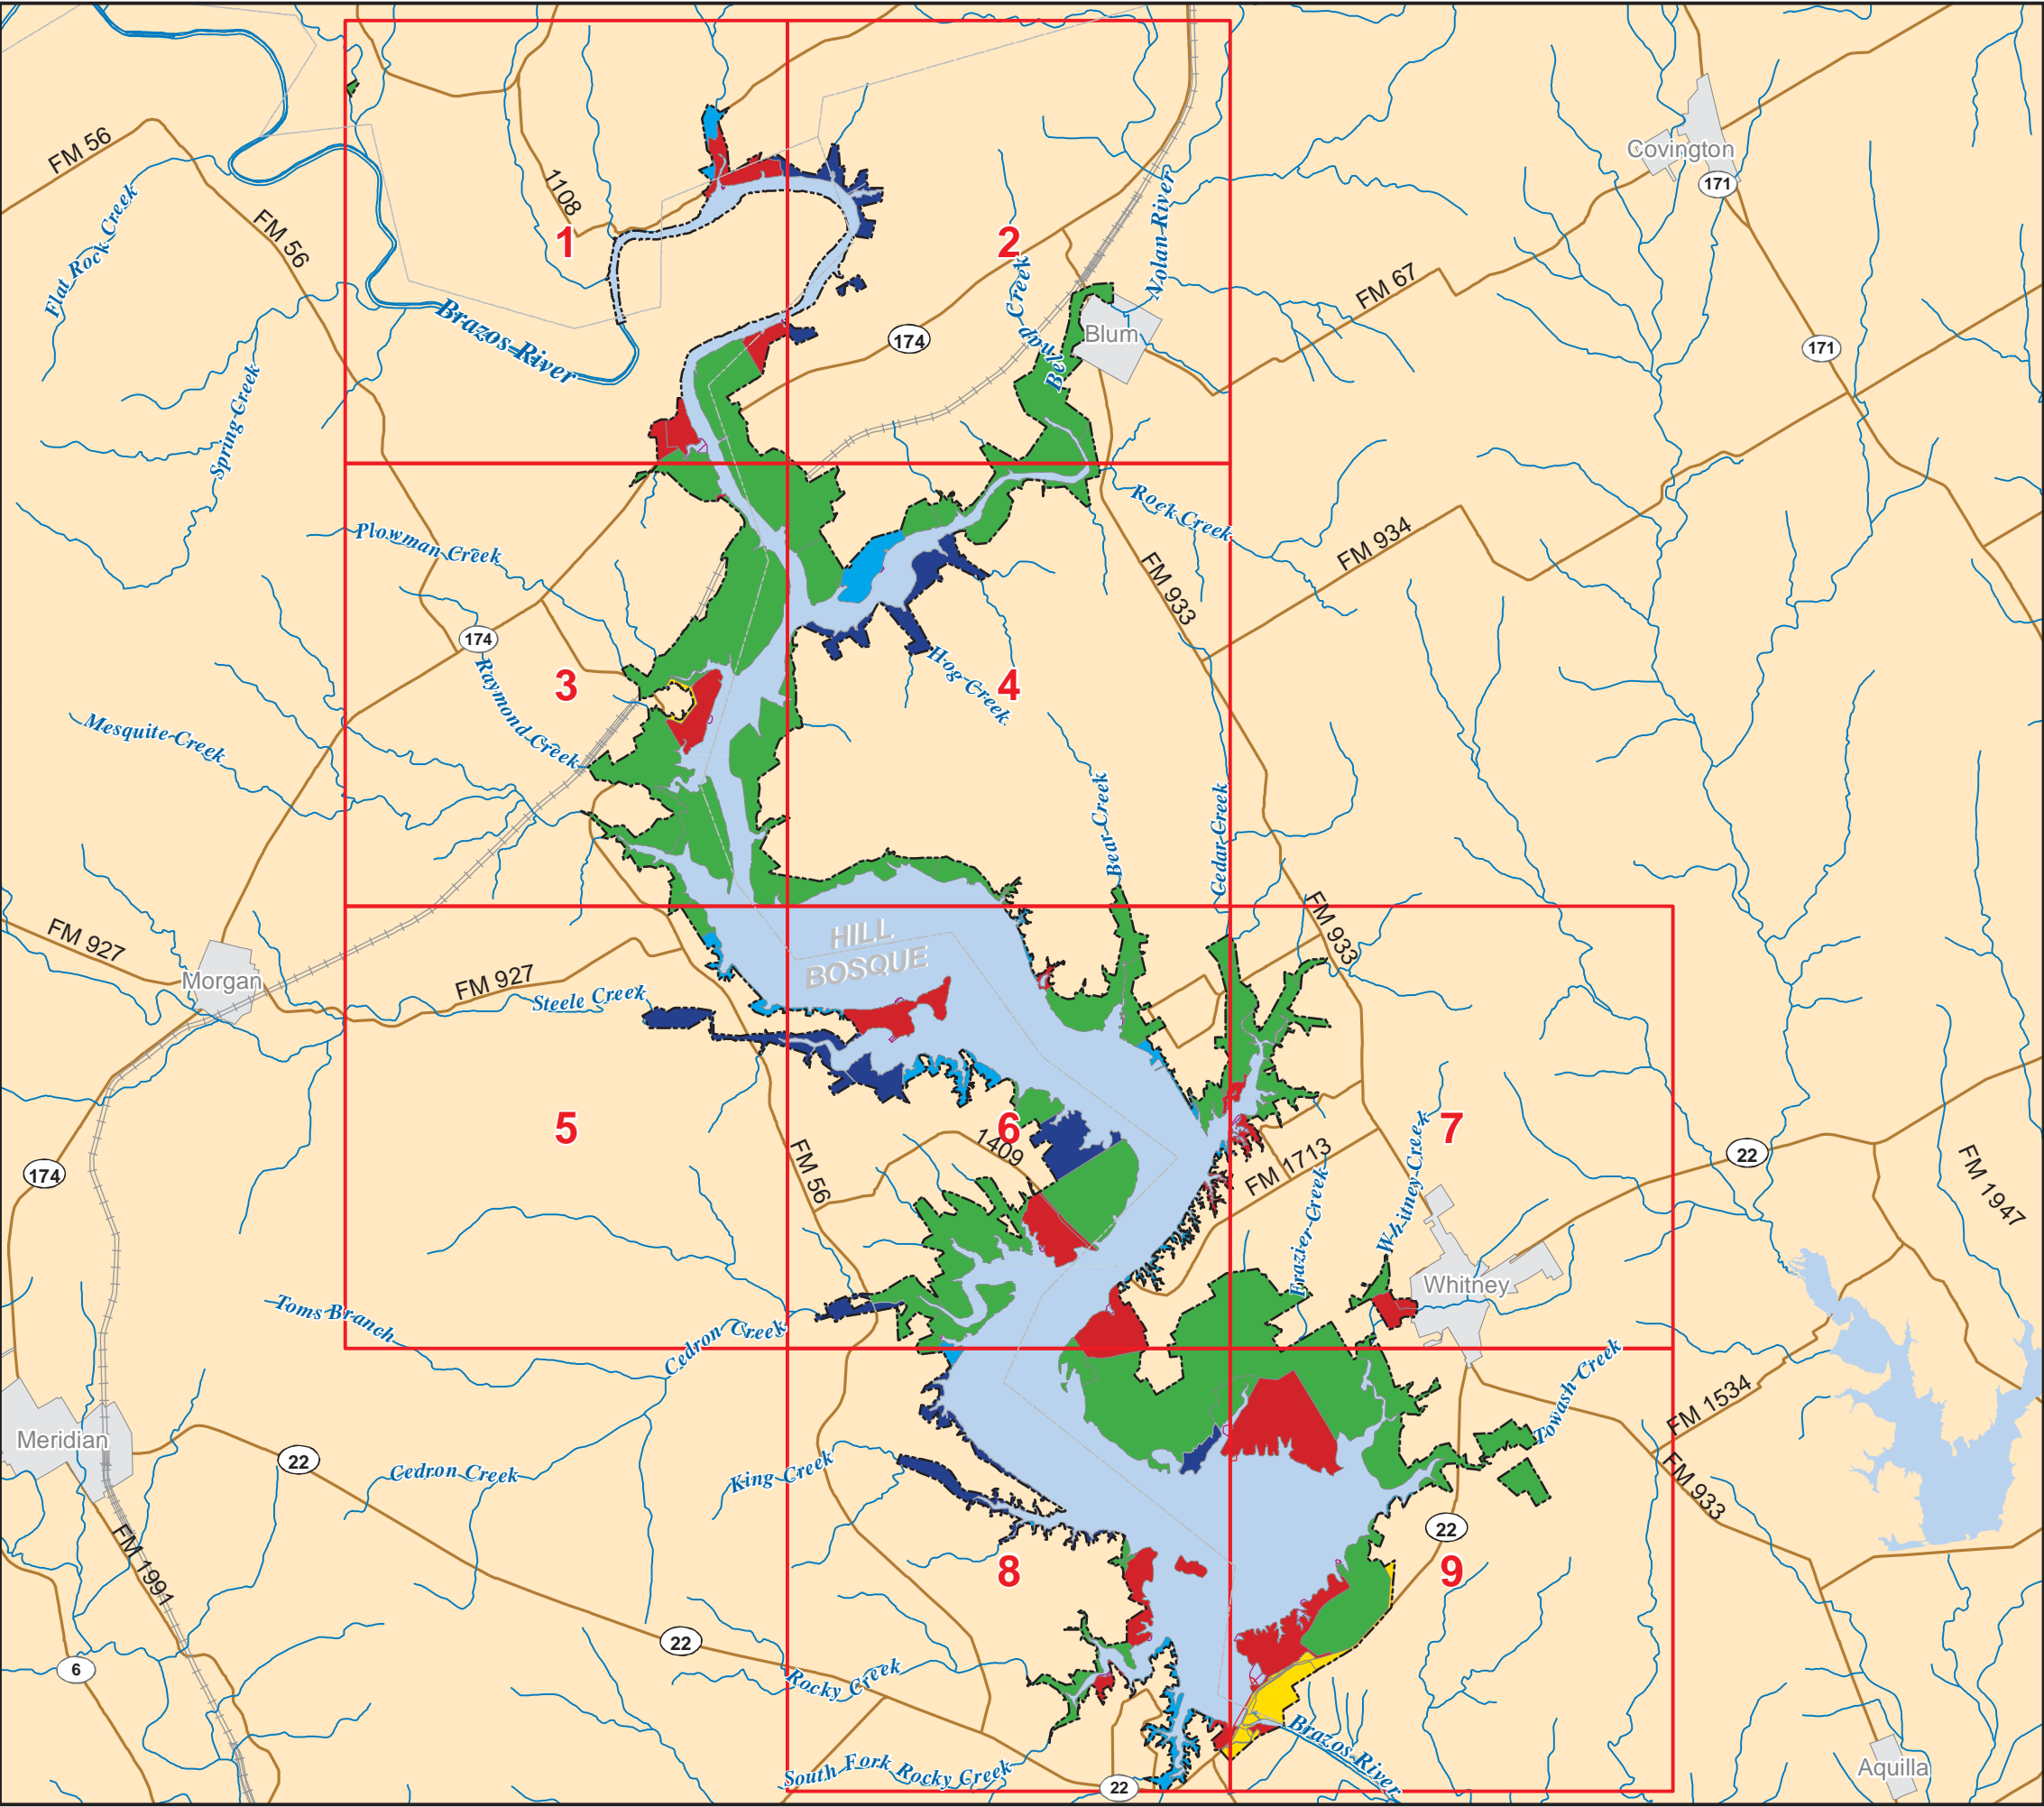 Covington
171
FM 56
1108
FM 56
Flat Rock Creek
1
2
Nolan River
FM 67
Brazos River
Belknap Creek
Blum
174
171
Spring Creek
Rock Creek
Plowman Creek
FM 934
FM 933
174
3
4
Hog Creek
Raymond Creek
Mesquite Creek
Bear Creek
Cedar Creek
FM 933
HILL
BOSQUE
FM 927
Morgan
FM 927
Steele Creek
5
6
7
1409
FM 56
FM 1713
Whitney Creek
22
FM 1947
174
Frazier Creek
Whitney
Toms Branch
Cedron Creek
Towash Creek
FM 1534
Meridian
22
Cedron Creek
King Creek
FM 933
22
FM 1991
8
9
22
6
Rocky Creek
Brazos River
South Fork Rocky Creek
22
Aquilla